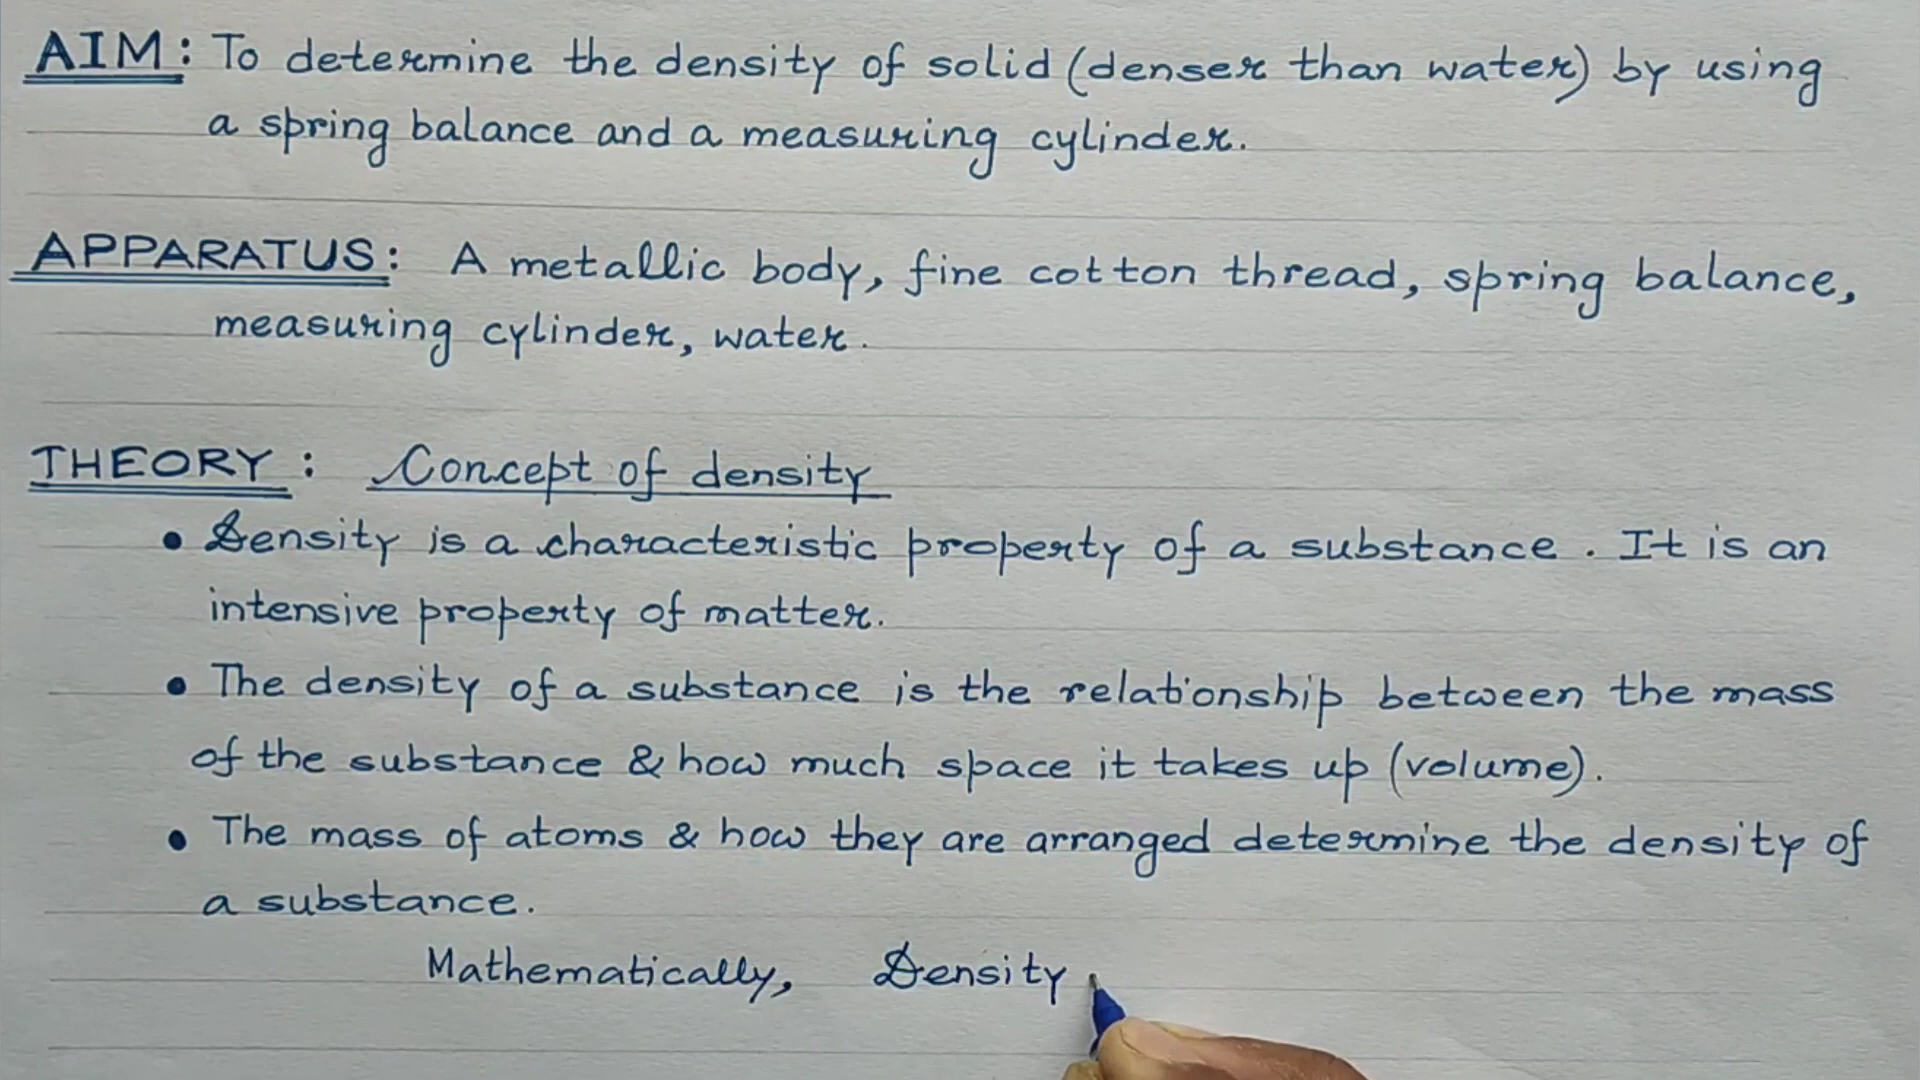 AIM: To determine the density of solid (denser than water) by using
a spring balance and a measuring cylinder.
APPARATUS: A metallic body, fine cotton thread, spring balance,
measuring cylinder, water.
THEORY: Concept of density
• Density is a characteristic property of a substance. It is an
intensive property of matter.
• The density of a substance is the relationship between the mass
of the substance & how much space it takes up (volume).
• The mass of atoms & how they are arranged determine the density of
a substance.
Mathematically, Density